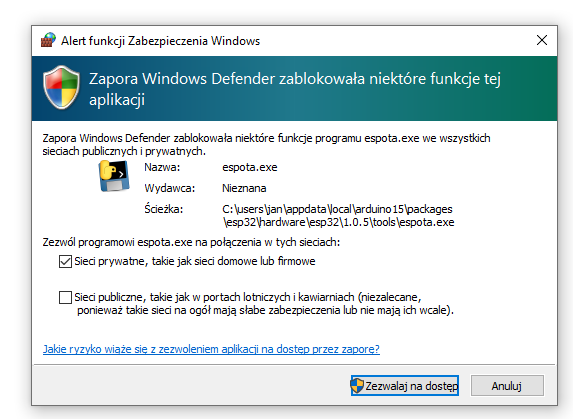 Alert funkcji Zabezpieczenia Windows
Zapora Windows Defender zablokowała niektóre funkcje tej
aplikacji
Zapora Windows Defender zablokowała niektóre funkcje programu espota.exe we wszystkich
sieciach publicznych i prywatnych.
Nazwa: espota.exe
Wydawca: Nieznana
Ścieżka: C:\users\jan\appdata\local\arduino15\packages
\esp32\hardware\esp32\1.0.5\tools\espota.exe
Zezwól programowi espota.exe na połączenia w tych sieciach:
Sieci prywatne, takie jak sieci domowe lub firmowe
Sieci publiczne, takie jak w portach lotniczych i kawiarniach (niezalecane,
ponieważ takie sieci na ogół mają słabe zabezpieczenia lub nie mają ich wcale).
Jakie ryzyko wiąże się z zezwoleniem aplikacji na dostęp przez zaporę?
Zezwalaj na dostęp Anuluj